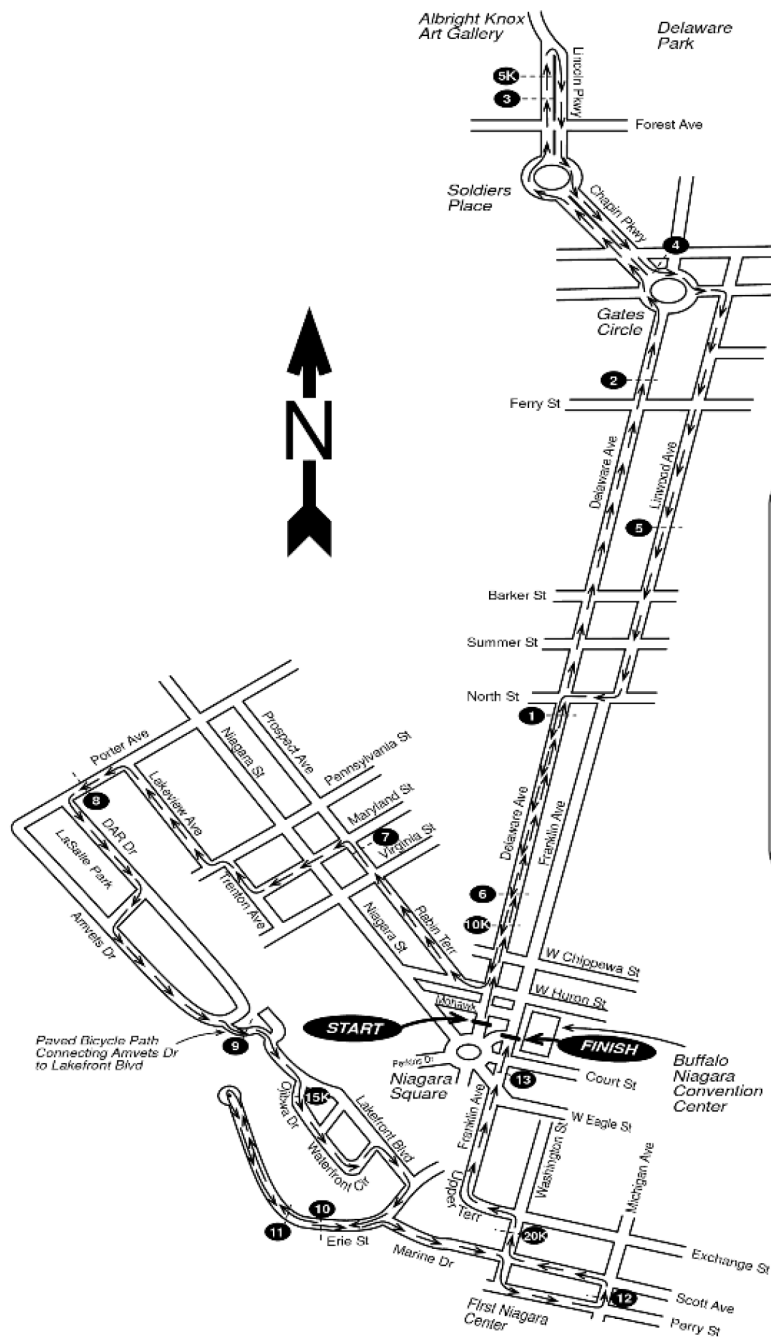 Albright Knox
Art Gallery
Delaware
Park
Lincoln Pkwy
5K
3
Forest Ave
Soldiers
Place
Chapin Pkwy
4
Gates
Circle
2
Ferry St
N
Delaware Ave
Linwood Ave
5
Barker St
Summer St
North St
1
Porter Ave
Niagara St
Prospect Ave
Pennsylvania St
8
Lakeview Ave
Maryland St
DAR Dr
7
Virginia St
LaSalle Park
Trenton Ave
Delaware Ave
Franklin Ave
6
10K
Niagara St
Rabin Terr
Amvets Dr
W Chippewa St
W Huron St
Mohawk
START
FINISH
Paved Bicycle Path
Connecting Amvets Dr
to Lakefront Blvd
9
Perkins Dr
Niagara
Square
13
Court St
Buffalo
Niagara
Convention
Center
Ojibwa Dr
15K
Lakefront Blvd
W Eagle St
Franklin Ave
Washington St
Michigan Ave
Waterfront Cir
Upper
Terr
10
11
Erie St
20K
Exchange St
Marine Dr
12
Scott Ave
Perry St
First Niagara
Center